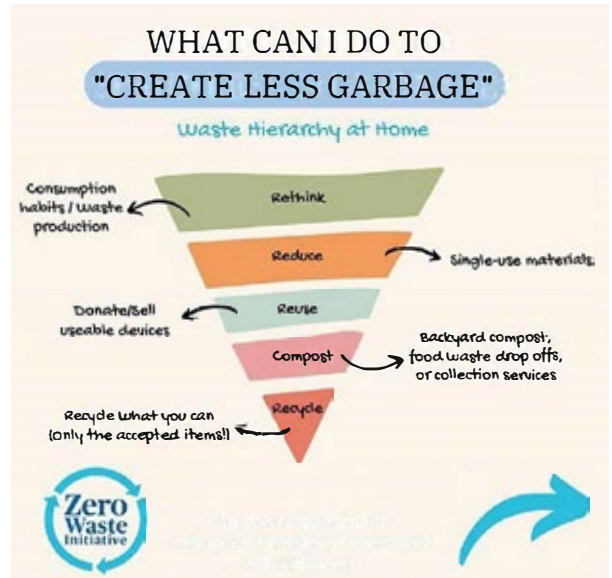 WHAT CAN I DO TO
"CREATE LESS GARBAGE"
Waste Hierarchy at Home
Rethink
Consumption
habits / waste
production
Reduce
Single-use materials.
Reuse
Donate/Sell
useable devices
Compost
Backyard compost,
food waste drop offs,
or collection services
Recycle
Recycle what you can
(only the accepted items!)
Zero
Waste
Initiative